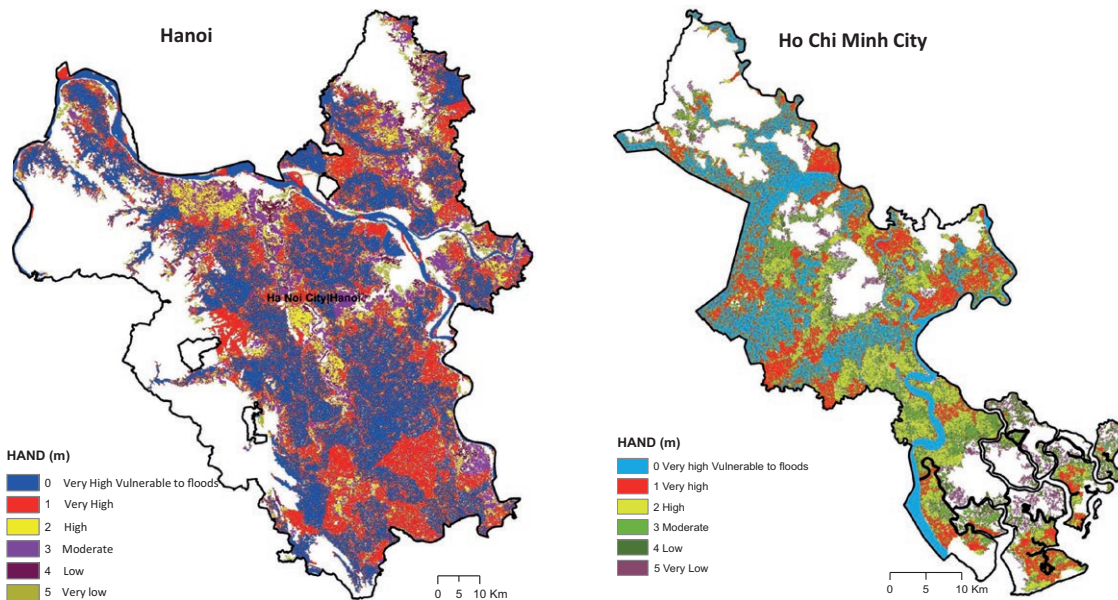 Hanoi
Ha Noi City|Hanoi
HAND (m)
0 Very High Vulnerable to floods
1 Very High
2 High
3 Moderate
4 Low
5 Very low
0 5 10 Km
Ho Chi Minh City
HAND (m)
0 Very high Vulnerable to floods
1 Very high
2 High
3 Moderate
4 Low
5 Very Low
0 5 10 Km